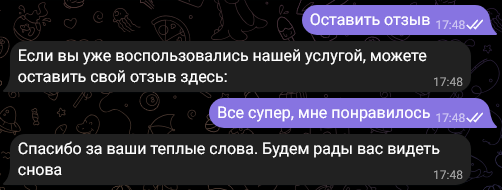 Оставить отзыв 17:48
Если вы уже воспользовались нашей услугой, можете
оставить свой отзыв здесь:
17:48
Все супер, мне понравилось 17:48
Спасибо за ваши теплые слова. Будем рады вас видеть
снова
17:48